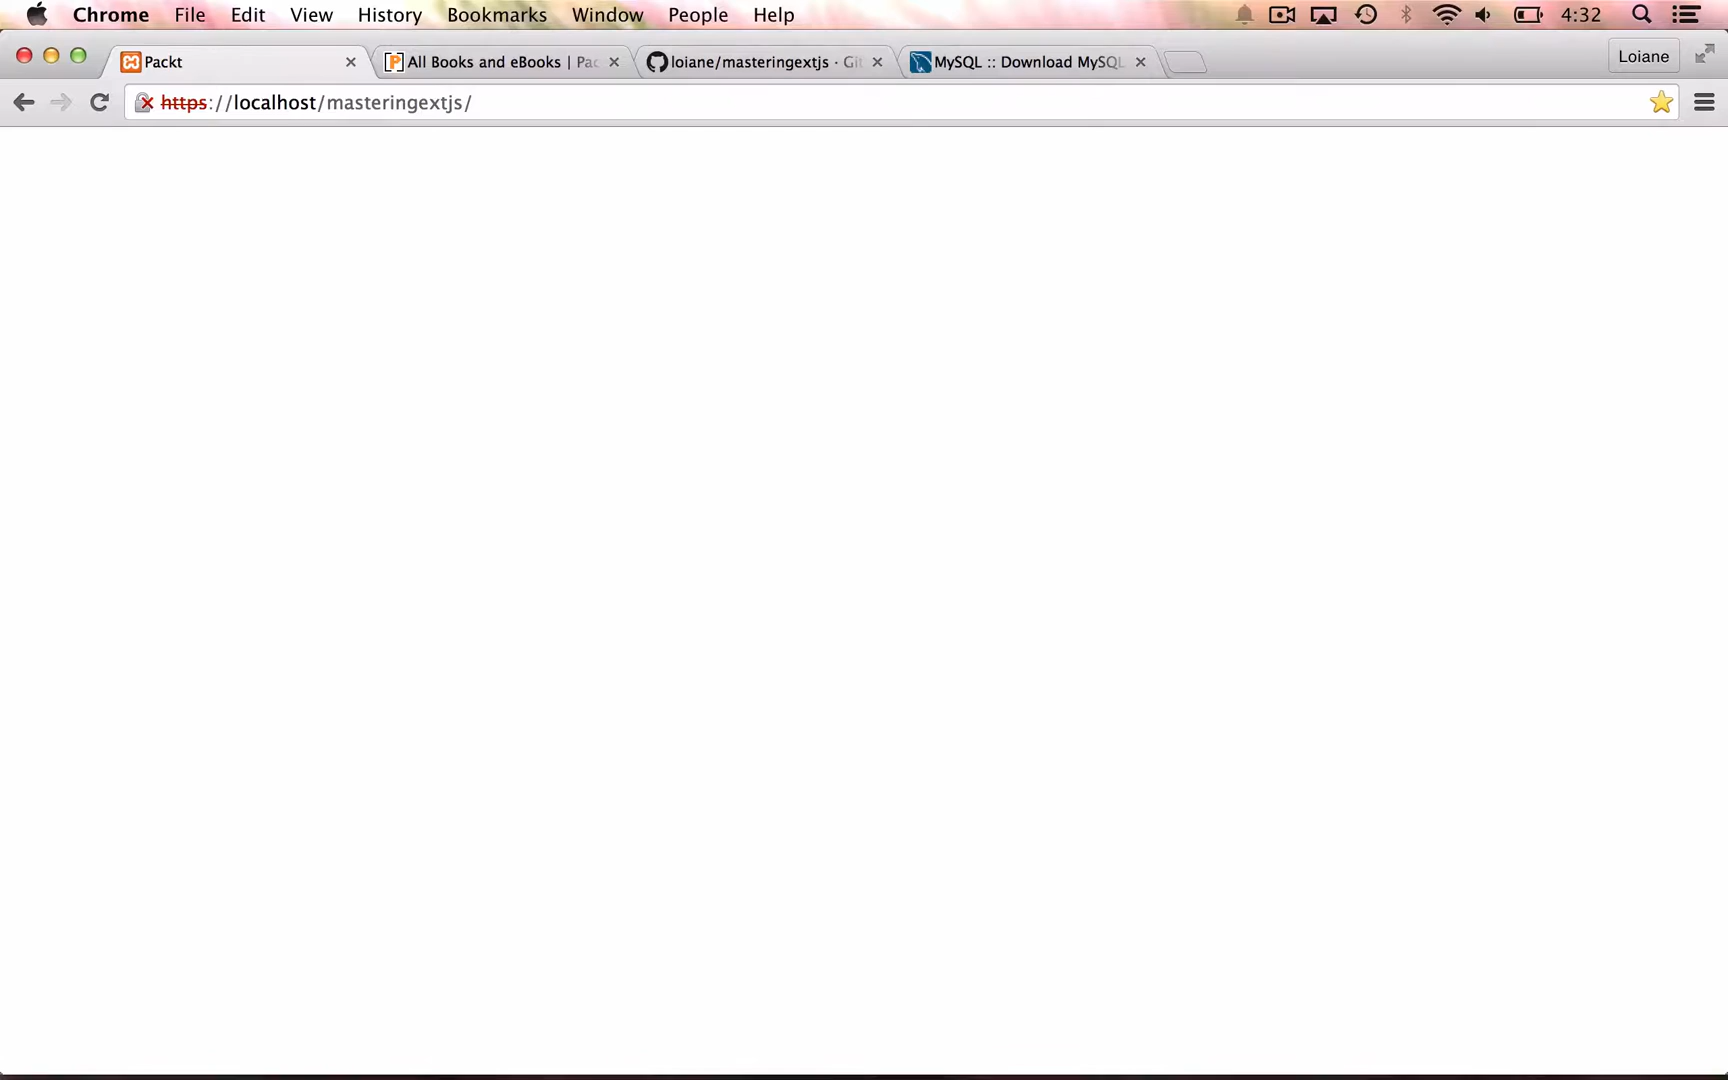 Chrome File Edit View History Bookmarks Window People Help 4:32
Packt All Books and eBooks | Pac loiane/masteringextjs · Git MySQL :: Download MySQL Loiane
https://localhost/masteringextjs/